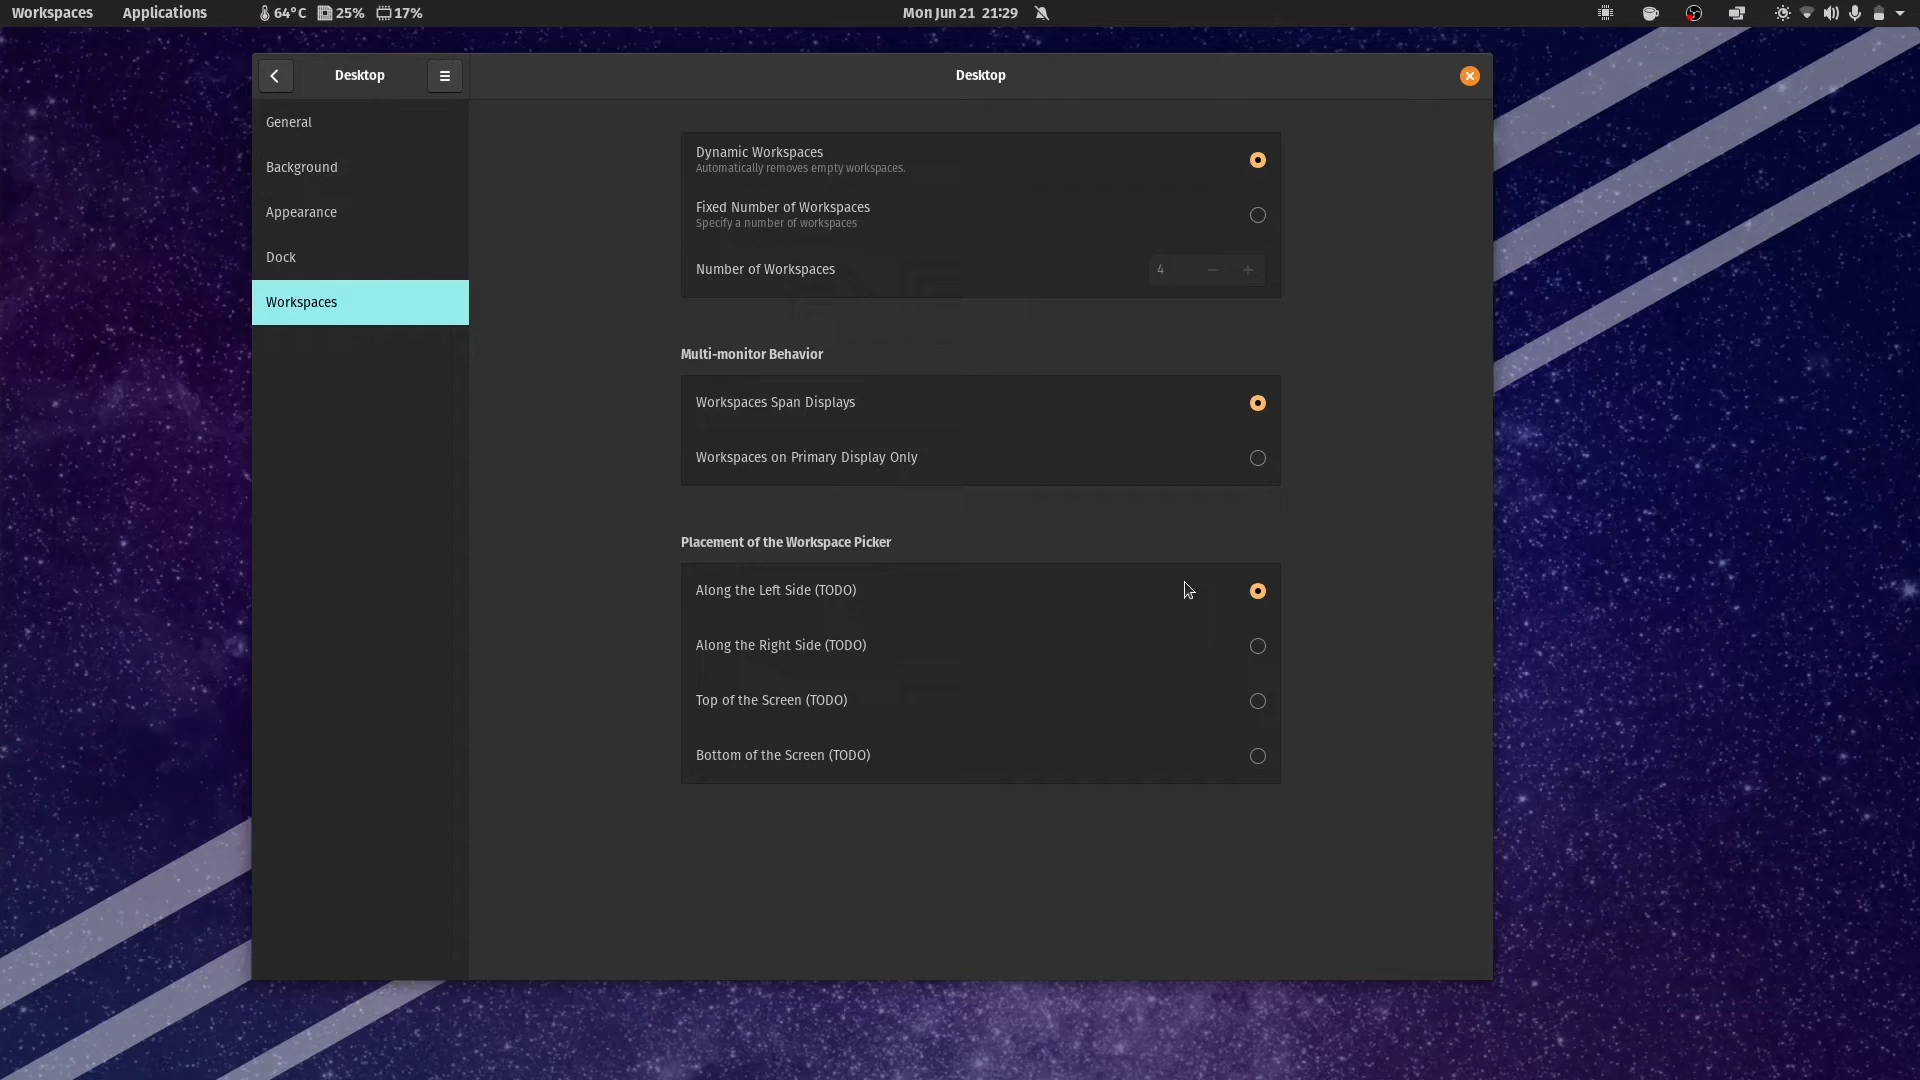 Workspaces Applications 64°C 25% 17% Mon Jun 21 21:29
Desktop
Desktop
General
Background
Appearance
Dock
Workspaces
Dynamic Workspaces
Automatically removes empty workspaces.
Fixed Number of Workspaces
Specify a number of workspaces
Number of Workspaces 4 − +
Multi-monitor Behavior
Workspaces Span Displays
Workspaces on Primary Display Only
Placement of the Workspace Picker
Along the Left Side (TODO)
Along the Right Side (TODO)
Top of the Screen (TODO)
Bottom of the Screen (TODO)